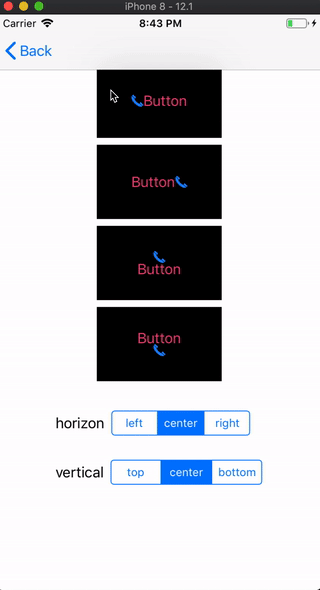 iPhone 8 - 12.1
Carrier 8:43 PM
Back
Button
Button
Button
Button
horizon left center right
vertical top center bottom